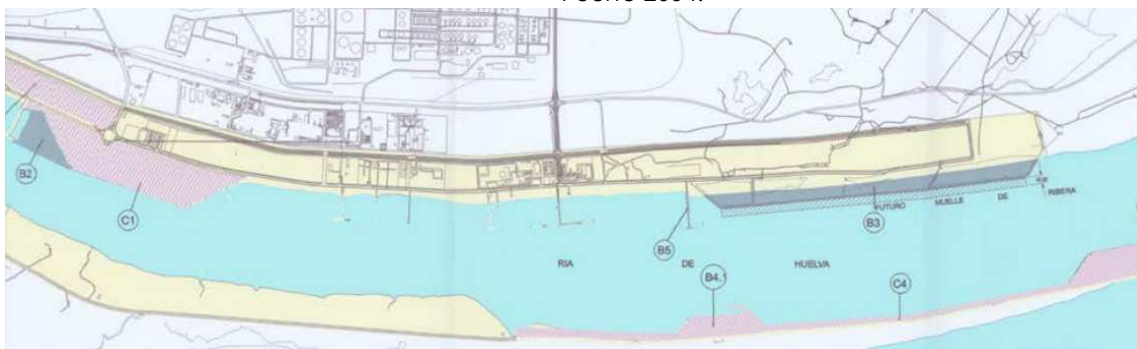 B2
C1
RIA DE HUELVA
B5
B4.1
B3
FUTURO MUELLE DE RIBERA
C4